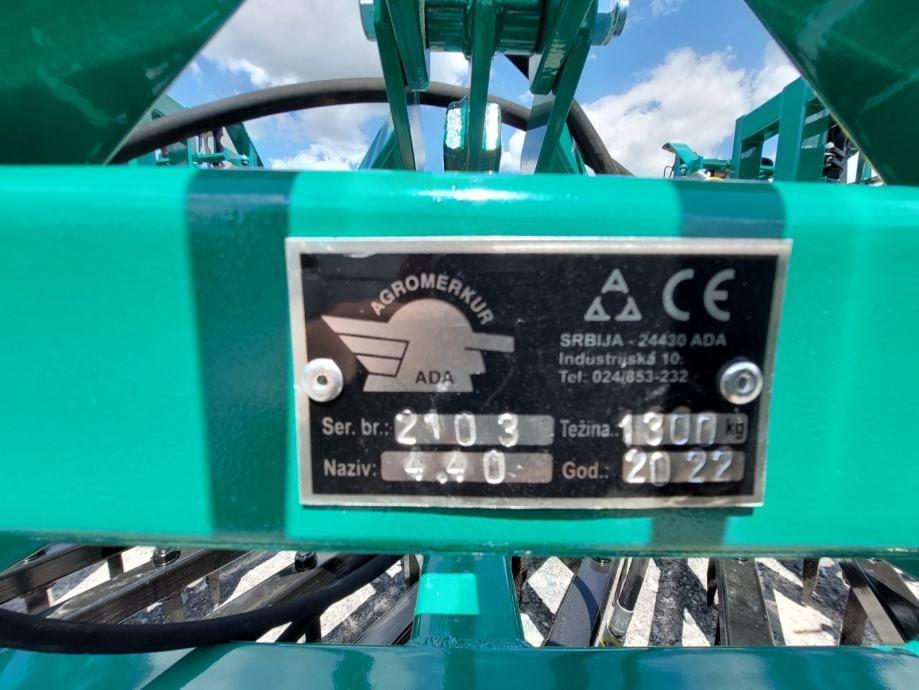 AGROMERKUR
ADA
CE
SRBIJA - 24430 ADA
Industrijska 10.
Tel: 024/853-232
Ser. br.: 2103 Težina.: 1300 kg
Naziv: 4.40 God.: 2022